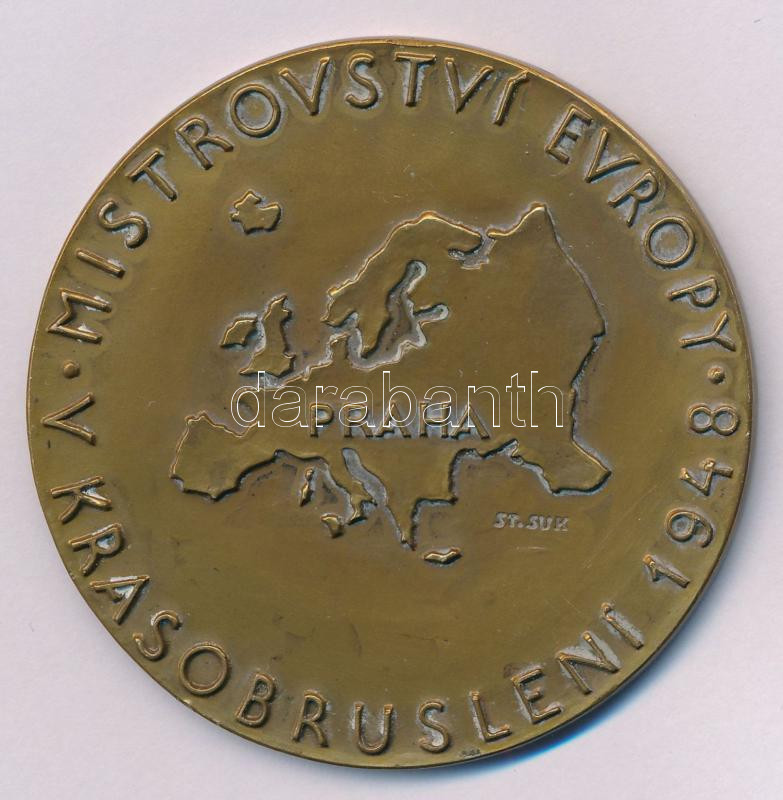 · MISTROVSTVÍ EVROPY ·
V KRASOBRUSLENÍ 1948
PRAHA
ST. SUK
darabanth